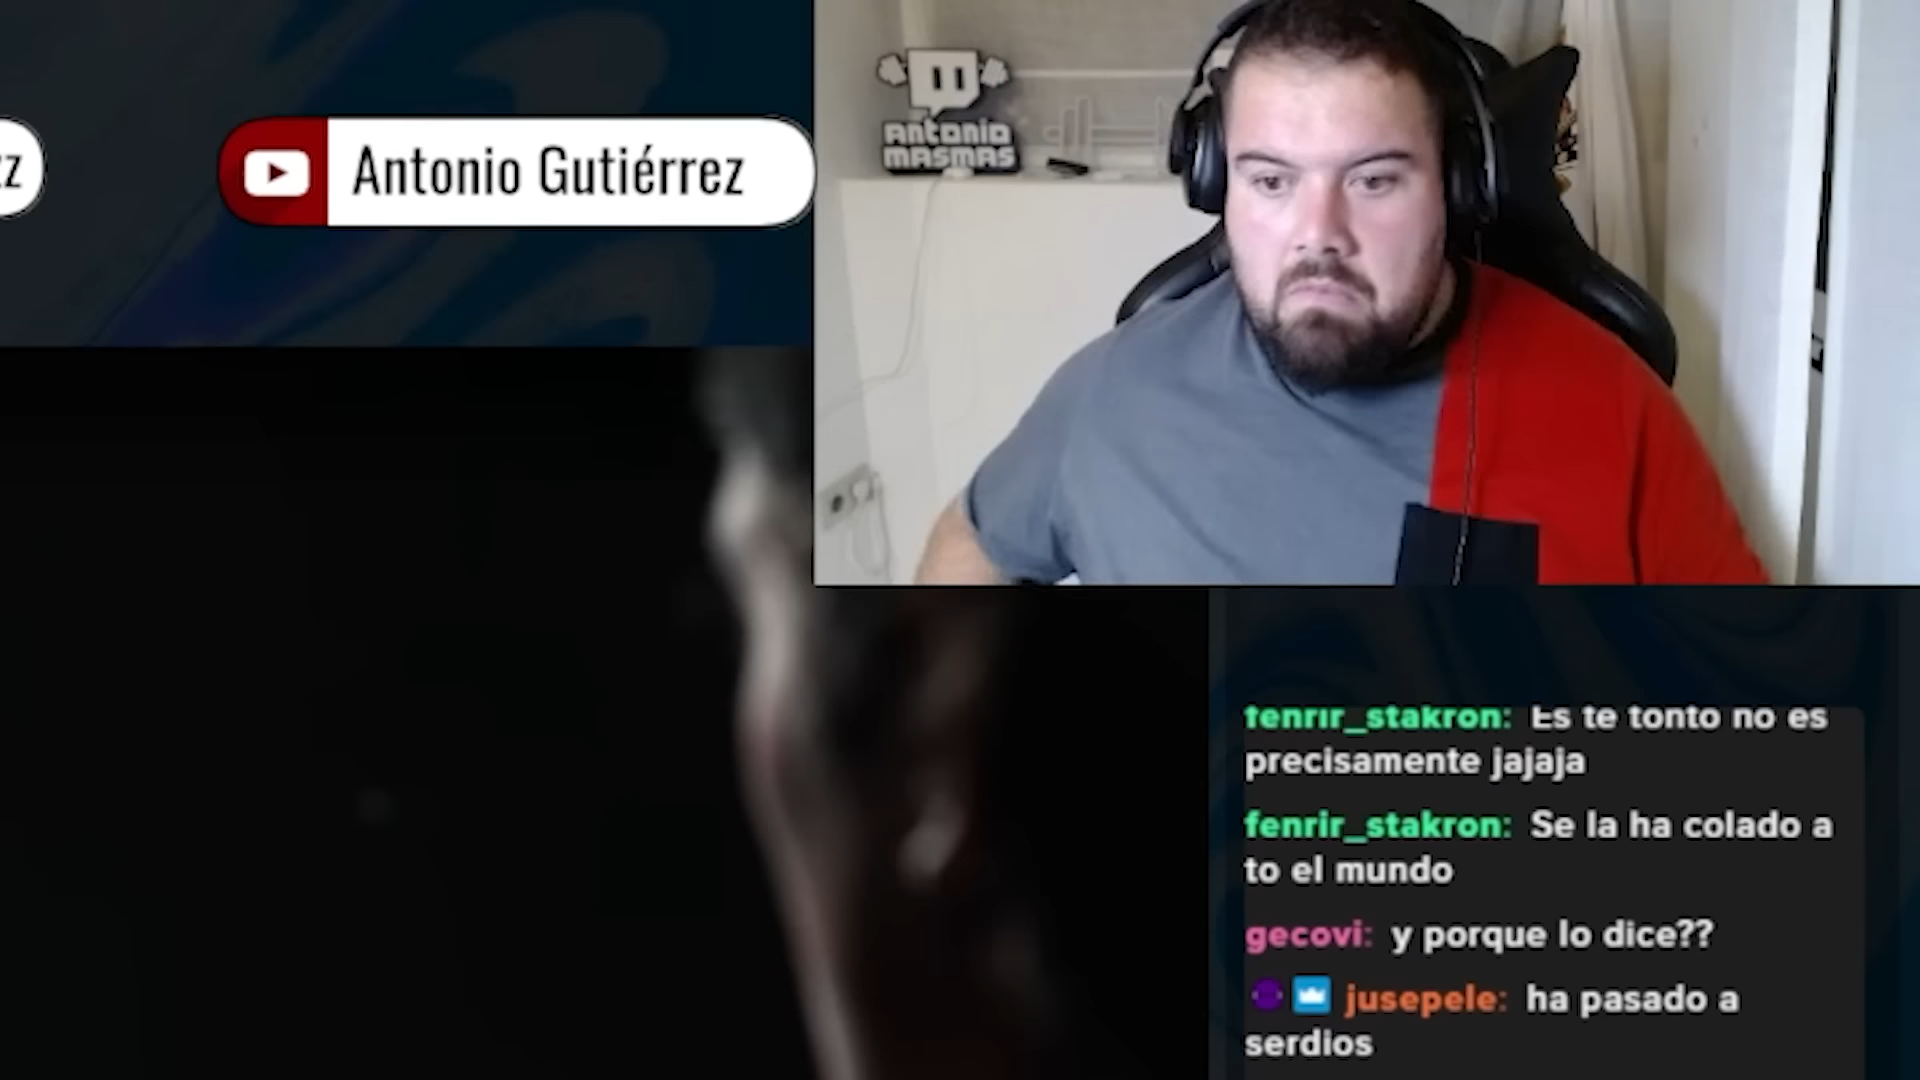 zz
Antonio Gutiérrez
antonio
masmas
fenrir_stakron: Es te tonto no es
precisamente jajaja
fenrir_stakron: Se la ha colado a
to el mundo
gecovi: y porque lo dice??
jusepele: ha pasado a
serdios